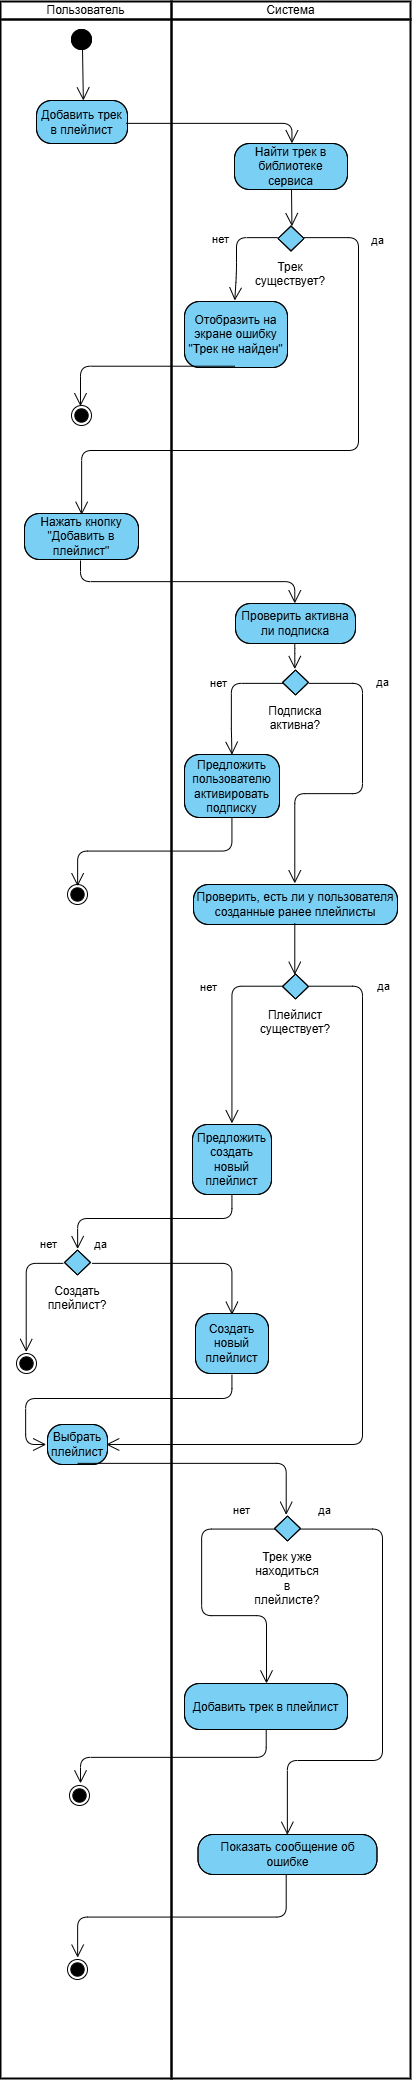 Пользователь
Система
Добавить трек
в плейлист
Найти трек в
библиотеке
сервиса
нет
да
Трек
существует?
Отобразить на
экране ошибку
"Трек не найден"
Нажать кнопку
"Добавить в
плейлист"
Проверить активна
ли подписка
нет
да
Подписка
активна?
Предложить
пользователю
активировать
подписку
Проверить, есть ли у пользователя
созданные ранее плейлисты
нет
да
Плейлист
существует?
Предложить
создать
новый
плейлист
нет
да
Создать
плейлист?
Создать
новый
плейлист
Выбрать
плейлист
нет
да
Трек уже
находиться
в
плейлисте?
Добавить трек в плейлист
Показать сообщение об
ошибке